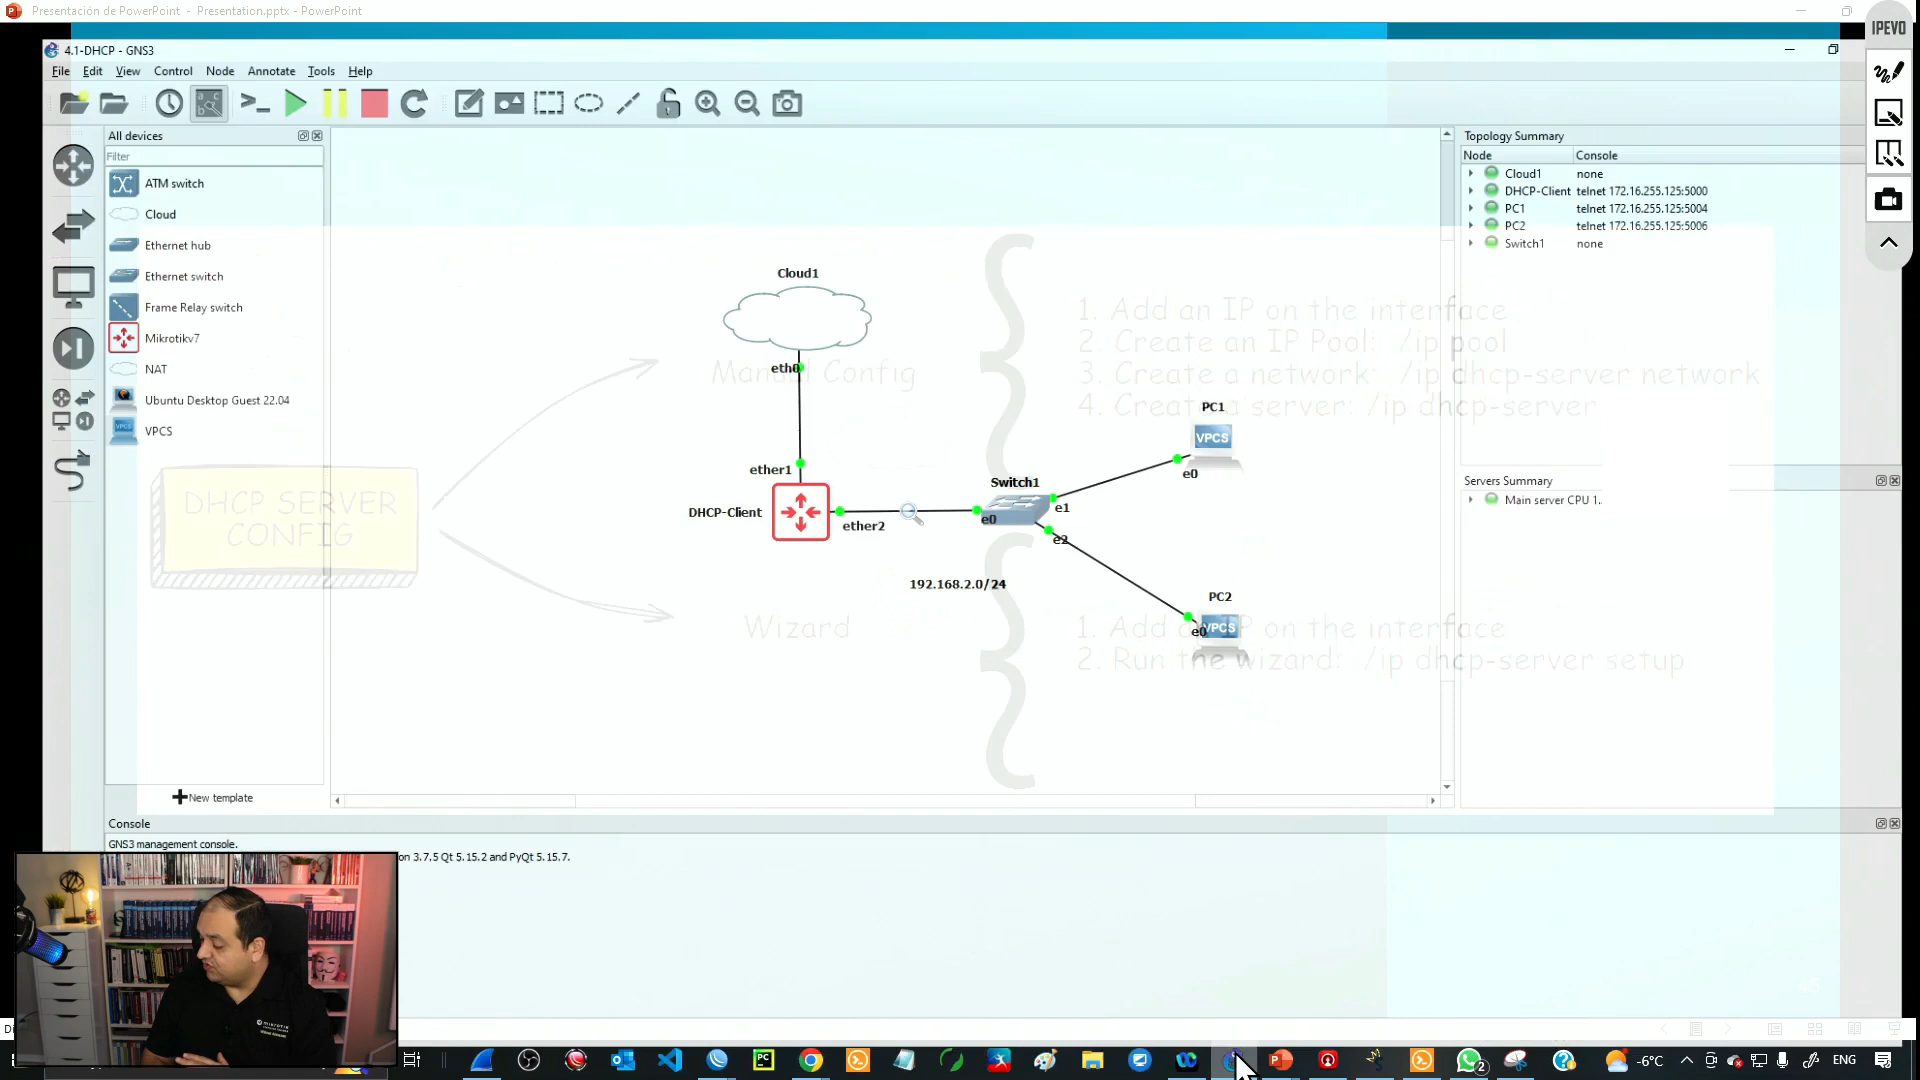 Presentación de PowerPoint - Presentation.pptx - PowerPoint
IPEVO
4.1-DHCP - GNS3
File Edit View Control Node Annotate Tools Help
All devices
Filter
ATM switch
Cloud
Ethernet hub
Ethernet switch
Frame Relay switch
Mikrotikv7
NAT
Ubuntu Desktop Guest 22.04
VPCS
New template
DHCP SERVER
CONFIG
Manual Config
Wizard
Cloud1
eth0
ether1
DHCP-Client
ether2
Switch1
e0
e1
e2
192.168.2.0/24
PC1
VPCS
e0
PC2
VPCS
e0
1. Add an IP on the interface
2. Create an IP Pool: /ip pool
3. Create a network: /ip dhcp-server network
4. Create a server: /ip dhcp-server
1. Add IP on the interface
2. Run the wizard: /ip dhcp-server setup
Topology Summary
Node Console
Cloud1 none
DHCP-Client telnet 172.16.255.125:5000
PC1 telnet 172.16.255.125:5004
PC2 telnet 172.16.255.125:5006
Switch1 none
Servers Summary
Main server CPU 1..
Console
GNS3 management console.
on 3.7.5 Qt 5.15.2 and PyQt 5.15.7.
mikrotik
2
-6°C
ENG